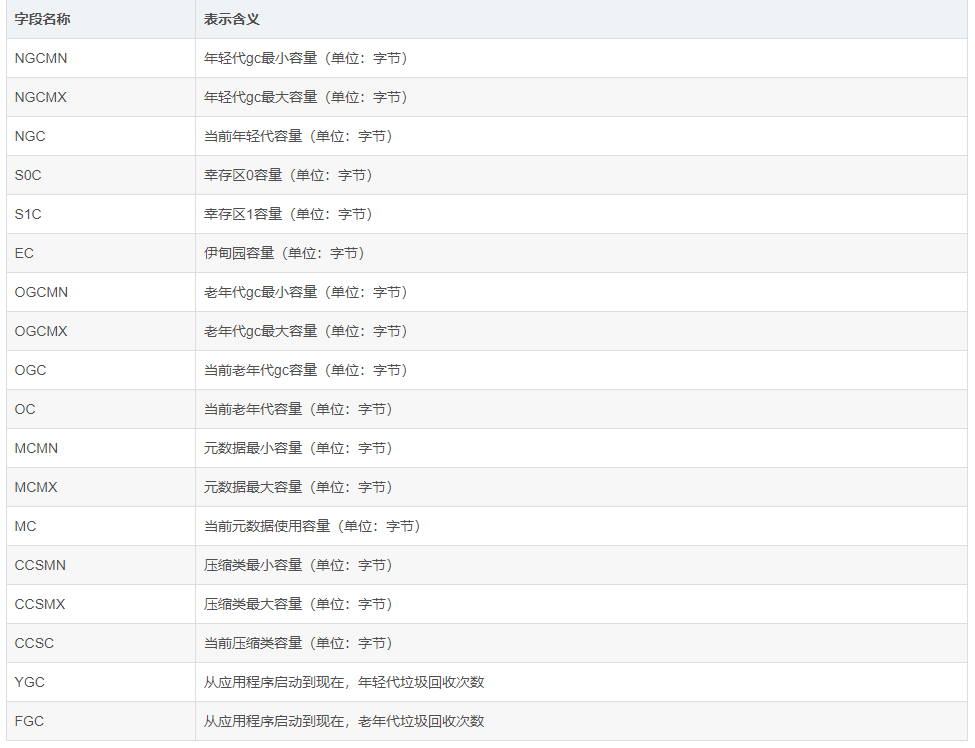 字段名称 表示含义
NGCMN 年轻代gc最小容量（单位：字节）
NGCMX 年轻代gc最大容量（单位：字节）
NGC 当前年轻代容量（单位：字节）
S0C 幸存区0容量（单位：字节）
S1C 幸存区1容量（单位：字节）
EC 伊甸园容量（单位：字节）
OGCMN 老年代gc最小容量（单位：字节）
OGCMX 老年代gc最大容量（单位：字节）
OGC 当前老年代gc容量（单位：字节）
OC 当前老年代容量（单位：字节）
MCMN 元数据最小容量（单位：字节）
MCMX 元数据最大容量（单位：字节）
MC 当前元数据使用容量（单位：字节）
CCSMN 压缩类最小容量（单位：字节）
CCSMX 压缩类最大容量（单位：字节）
CCSC 当前压缩类容量（单位：字节）
YGC 从应用程序启动到现在，年轻代垃圾回收次数
FGC 从应用程序启动到现在，老年代垃圾回收次数